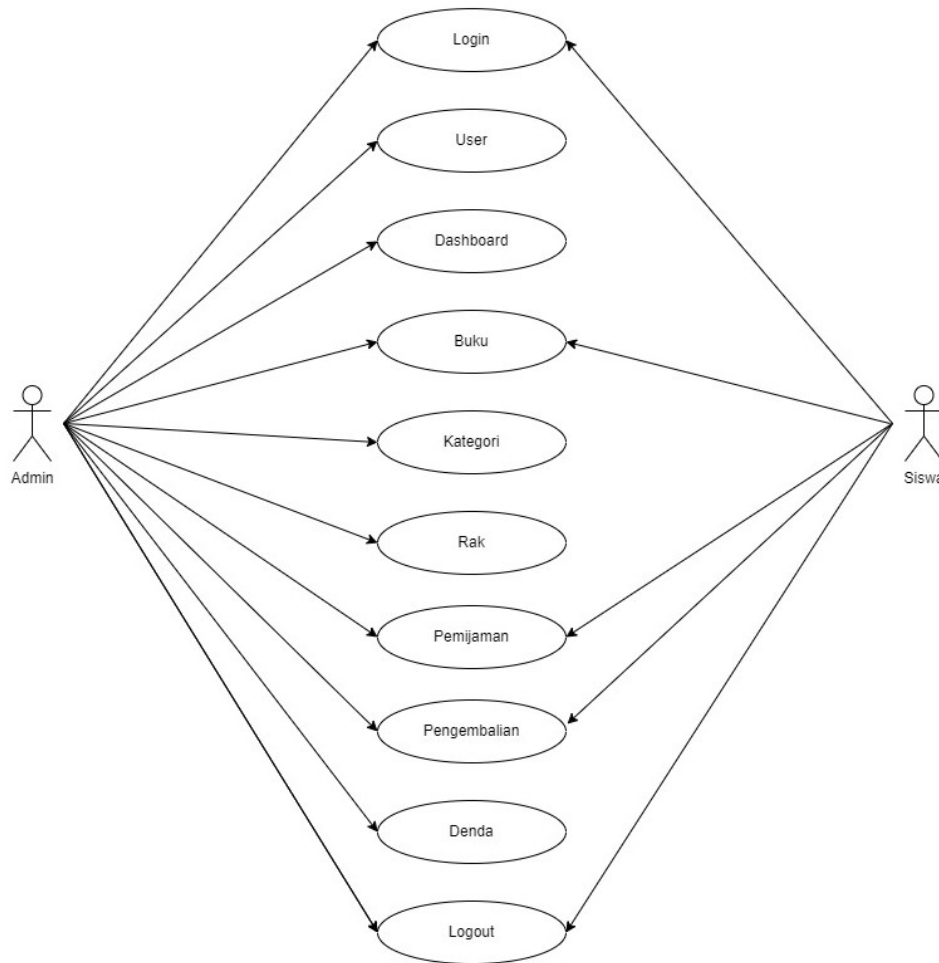 Login
User
Dashboard
Buku
Kategori
Admin
Siswa
Rak
Pemijaman
Pengembalian
Denda
Logout